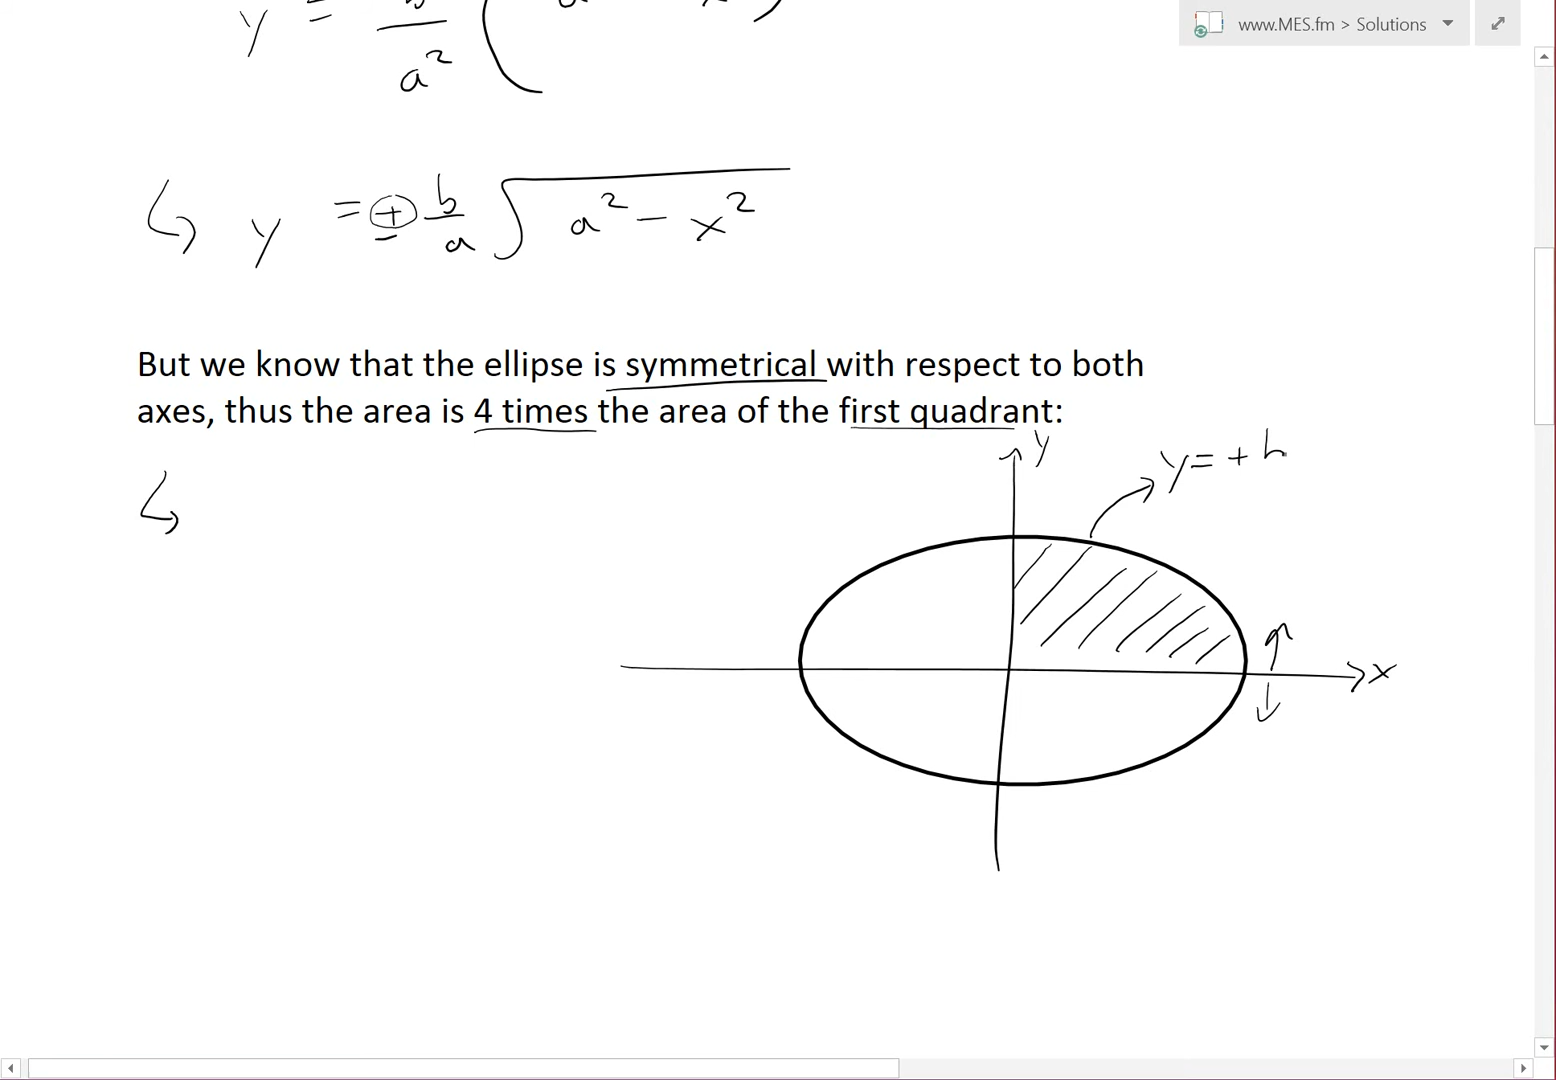 www.MES.fm > Solutions
y =
a²
↳ y = ± b/a √(a² − x²)
But we know that the ellipse is symmetrical with respect to both
axes, thus the area is 4 times the area of the first quadrant:
y
y = +
x